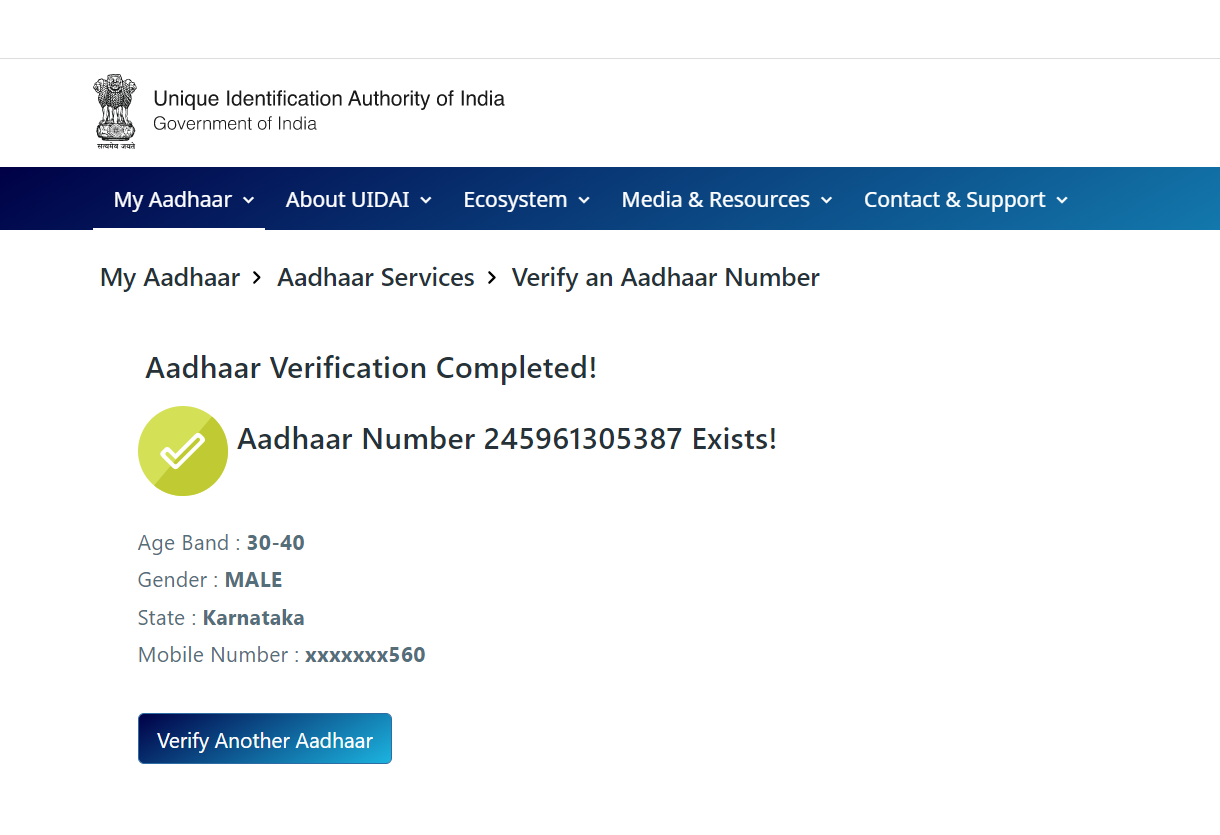 Unique Identification Authority of India
Government of India
सत्यमेव जयते
My Aadhaar About UIDAI Ecosystem Media & Resources Contact & Support
My Aadhaar > Aadhaar Services > Verify an Aadhaar Number
Aadhaar Verification Completed!
Aadhaar Number 245961305387 Exists!
Age Band : 30-40
Gender : MALE
State : Karnataka
Mobile Number : xxxxxxx560
Verify Another Aadhaar